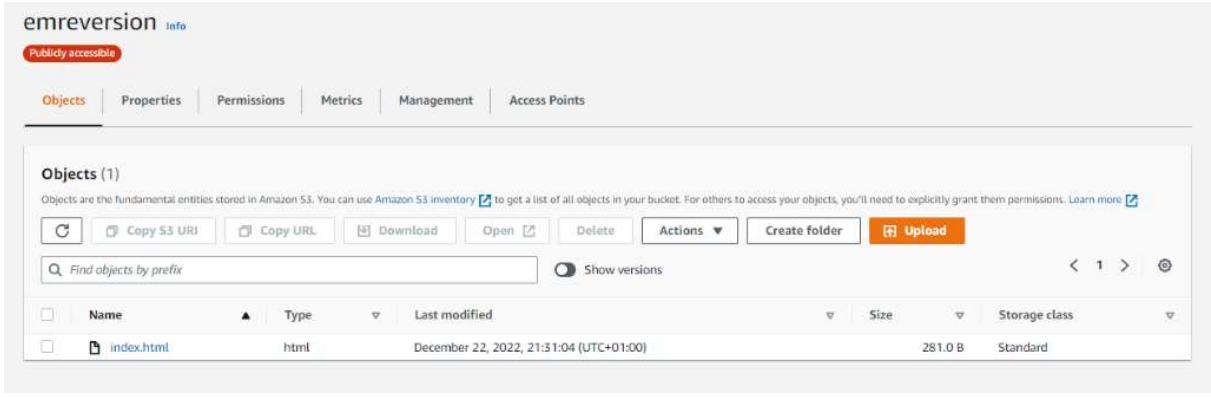 emreversion Info
Publicly accessible
Objects Properties Permissions Metrics Management Access Points
Objects (1)
Objects are the fundamental entities stored in Amazon S3. You can use Amazon S3 inventory to get a list of all objects in your bucket. For others to access your objects, you'll need to explicitly grant them permissions. Learn more
Copy S3 URI Copy URL Download Open Delete Actions Create folder Upload
Find objects by prefix Show versions 1
Name Type Last modified Size Storage class
index.html html December 22, 2022, 21:31:04 (UTC+01:00) 281.0 B Standard